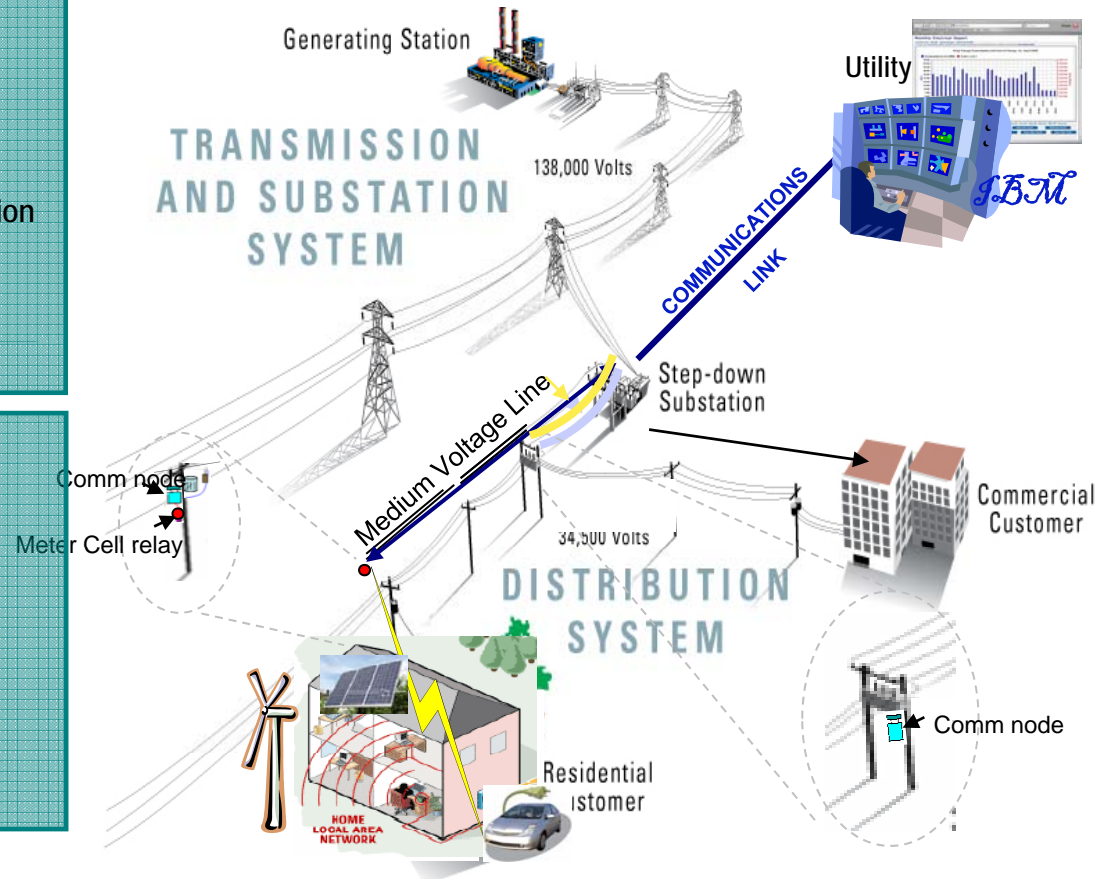 Generating Station
Utility
TRANSMISSION
AND SUBSTATION
SYSTEM
138,000 Volts
COMMUNICATIONS
LINK
IBM
ion
Step-down
Substation
Medium Voltage Line
Comm node
Meter Cell relay
Commercial
Customer
34,500 Volts
DISTRIBUTION
SYSTEM
Comm node
Residential
ustomer
HOME
LOCAL AREA
NETWORK